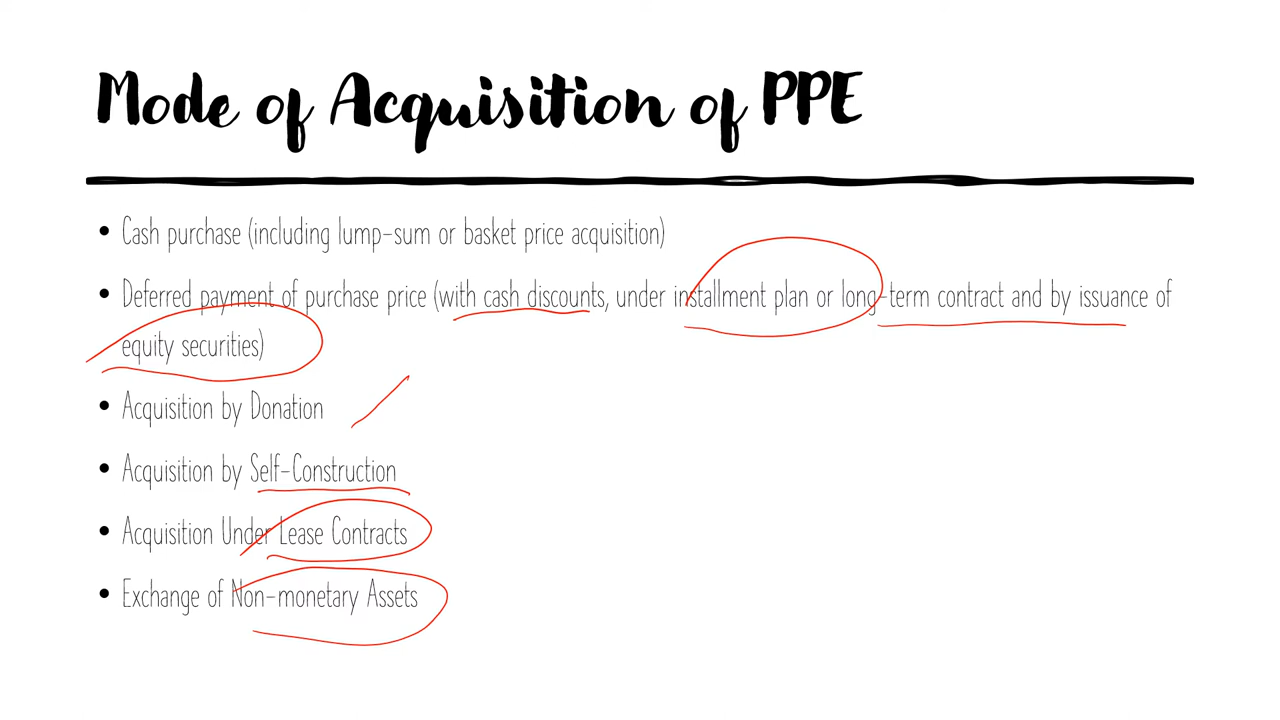 Mode of Acquisition of PPE
• Cash purchase (including lump-sum or basket price acquisition)
• Deferred payment of purchase price (with cash discounts, under installment plan or long-term contract and by issuance of
equity securities)
• Acquisition by Donation
• Acquisition by Self-Construction
• Acquisition Under Lease Contracts
• Exchange of Non-monetary Assets